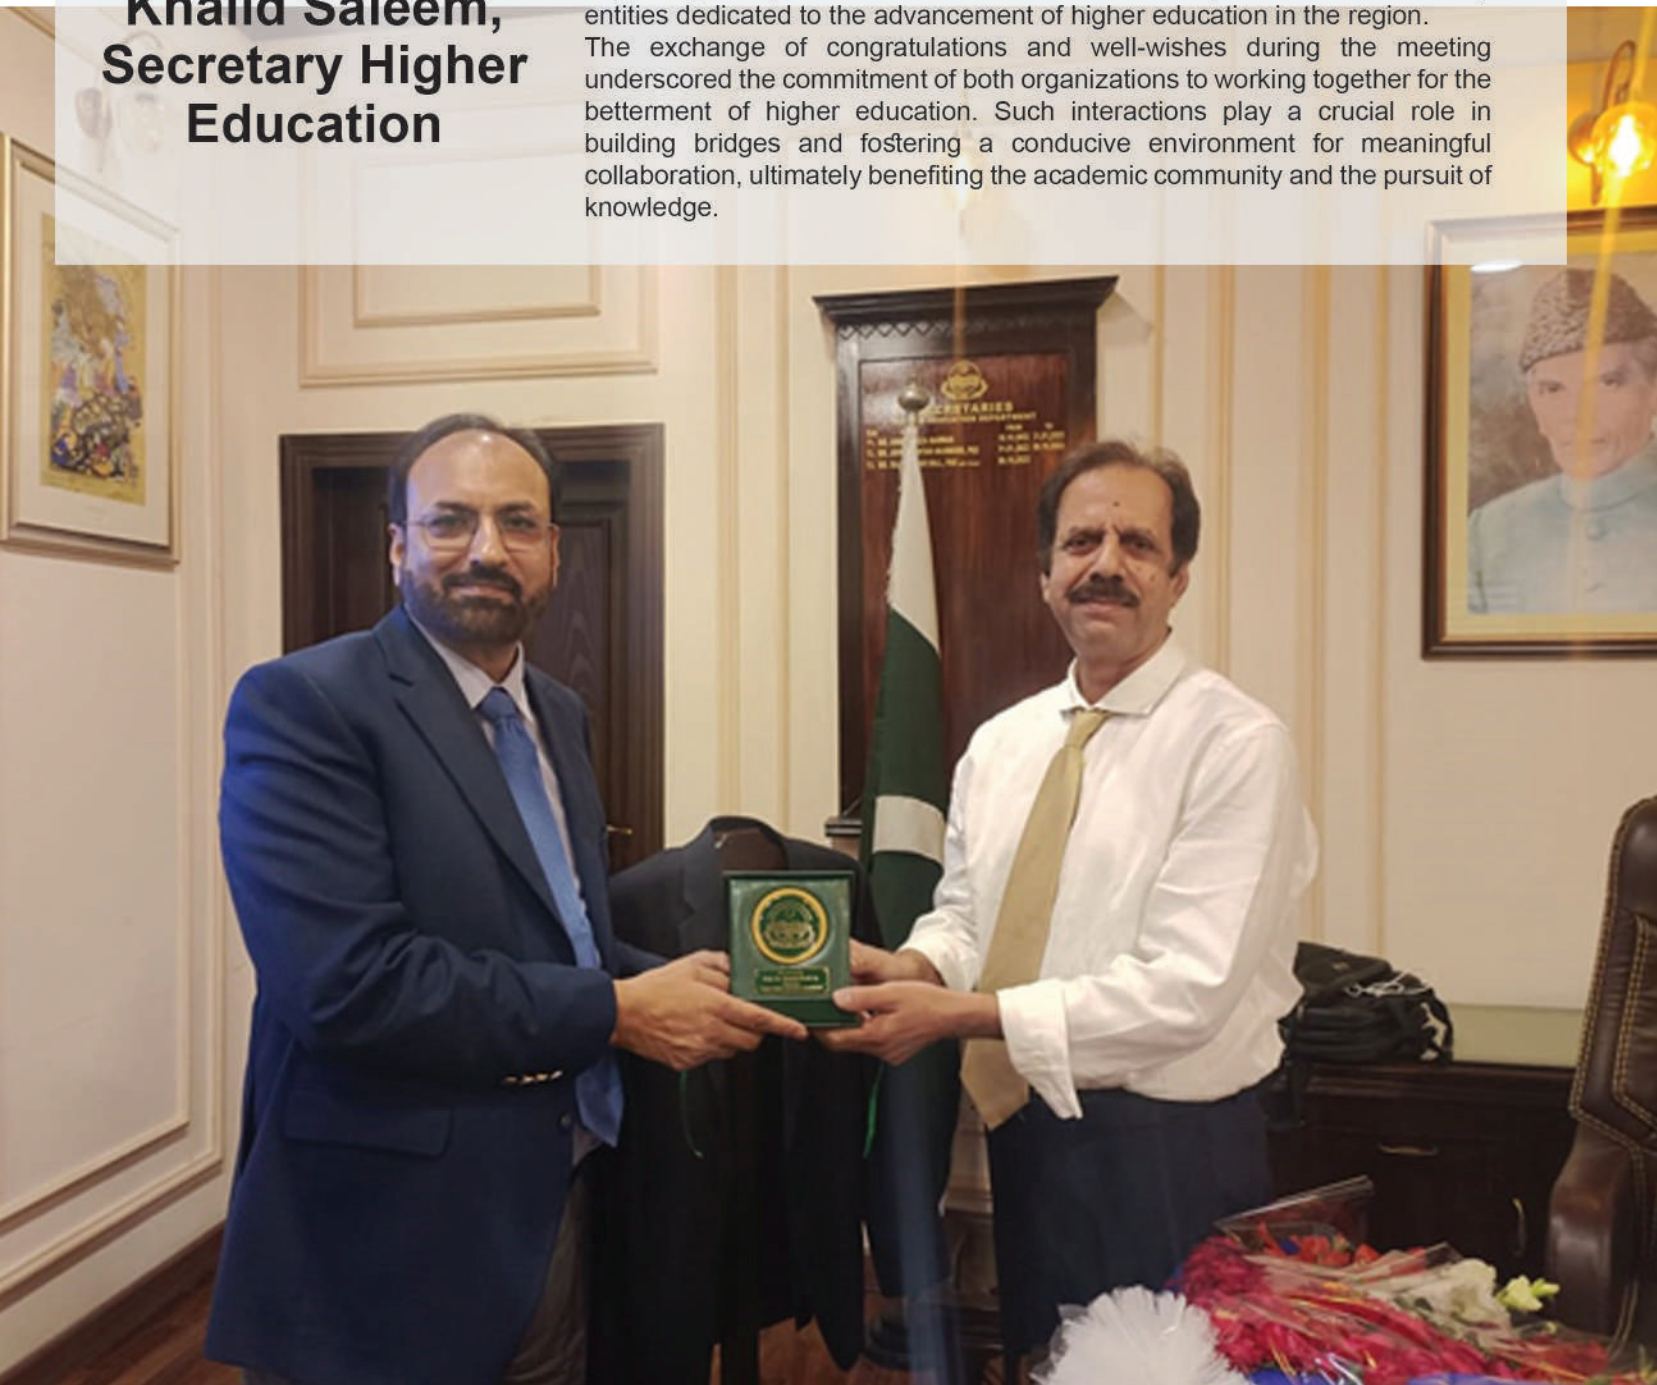 Khalid Saleem,
Secretary Higher
Education
entities dedicated to the advancement of higher education in the region.
The exchange of congratulations and well-wishes during the meeting
underscored the commitment of both organizations to working together for the
betterment of higher education. Such interactions play a crucial role in
building bridges and fostering a conducive environment for meaningful
collaboration, ultimately benefiting the academic community and the pursuit of
knowledge.